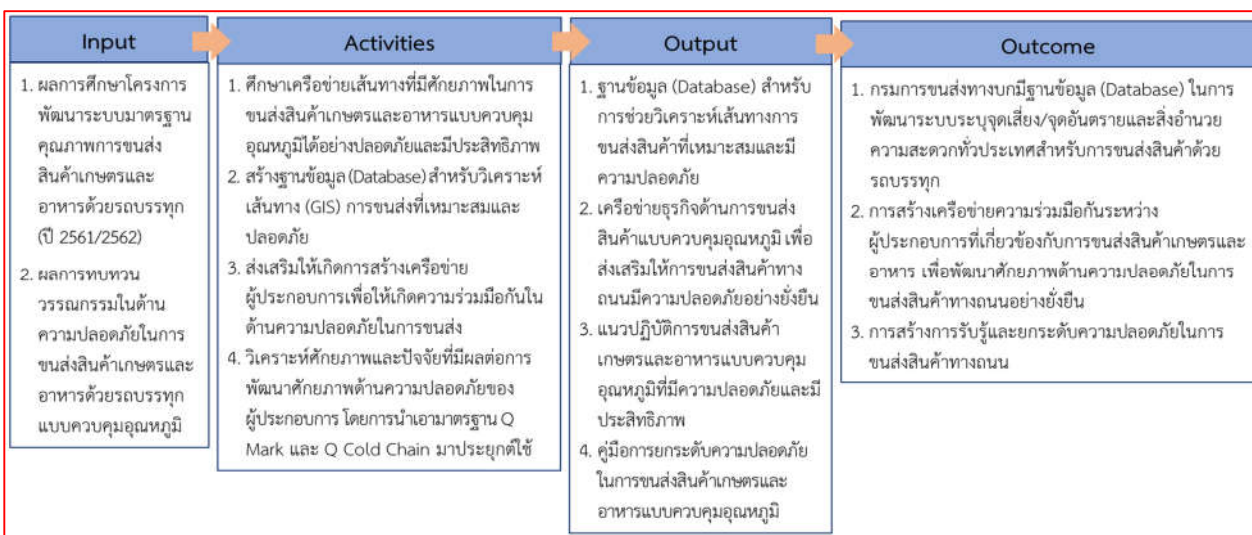 Input
1. ผลการศึกษาโครงการ
พัฒนาระบบมาตรฐาน
คุณภาพการขนส่ง
สินค้าเกษตรและ
อาหารด้วยรถบรรทุก
(ปี 2561/2562)
2. ผลการทบทวน
วรรณกรรมในด้าน
ความปลอดภัยในการ
ขนส่งสินค้าเกษตรและ
อาหารด้วยรถบรรทุก
แบบควบคุมอุณหภูมิ
Activities
1. ศึกษาเครือข่ายเส้นทางที่มีศักยภาพในการ
ขนส่งสินค้าเกษตรและอาหารแบบควบคุม
อุณหภูมิได้อย่างปลอดภัยและมีประสิทธิภาพ
2. สร้างฐานข้อมูล (Database) สำหรับวิเคราะห์
เส้นทาง (GIS) การขนส่งที่เหมาะสมและ
ปลอดภัย
3. ส่งเสริมให้เกิดการสร้างเครือข่าย
ผู้ประกอบการเพื่อให้เกิดความร่วมมือกันใน
ด้านความปลอดภัยในการขนส่ง
4. วิเคราะห์ศักยภาพและปัจจัยที่มีผลต่อการ
พัฒนาศักยภาพด้านความปลอดภัยของ
ผู้ประกอบการ โดยการนำเอามาตรฐาน Q
Mark และ Q Cold Chain มาประยุกต์ใช้
Output
1. ฐานข้อมูล (Database) สำหรับ
การช่วยวิเคราะห์เส้นทางการ
ขนส่งสินค้าที่เหมาะสมและมี
ความปลอดภัย
2. เครือข่ายธุรกิจด้านการขนส่ง
สินค้าแบบควบคุมอุณหภูมิ เพื่อ
ส่งเสริมให้การขนส่งสินค้าทาง
ถนนมีความปลอดภัยอย่างยั่งยืน
3. แนวปฏิบัติการขนส่งสินค้า
เกษตรและอาหารแบบควบคุม
อุณหภูมิที่มีความปลอดภัยและมี
ประสิทธิภาพ
4. คู่มือการยกระดับความปลอดภัย
ในการขนส่งสินค้าเกษตรและ
อาหารแบบควบคุมอุณหภูมิ
Outcome
1. กรมการขนส่งทางบกมีฐานข้อมูล (Database) ในการ
พัฒนาระบบระบุจุดเสี่ยง/จุดอันตรายและสิ่งอำนวย
ความสะดวกทั่วประเทศสำหรับการขนส่งสินค้าด้วย
รถบรรทุก
2. การสร้างเครือข่ายความร่วมมือกันระหว่าง
ผู้ประกอบการที่เกี่ยวข้องกับการขนส่งสินค้าเกษตรและ
อาหาร เพื่อพัฒนาศักยภาพด้านความปลอดภัยในการ
ขนส่งสินค้าทางถนนอย่างยั่งยืน
3. การสร้างการรับรู้และยกระดับความปลอดภัยในการ
ขนส่งสินค้าทางถนน